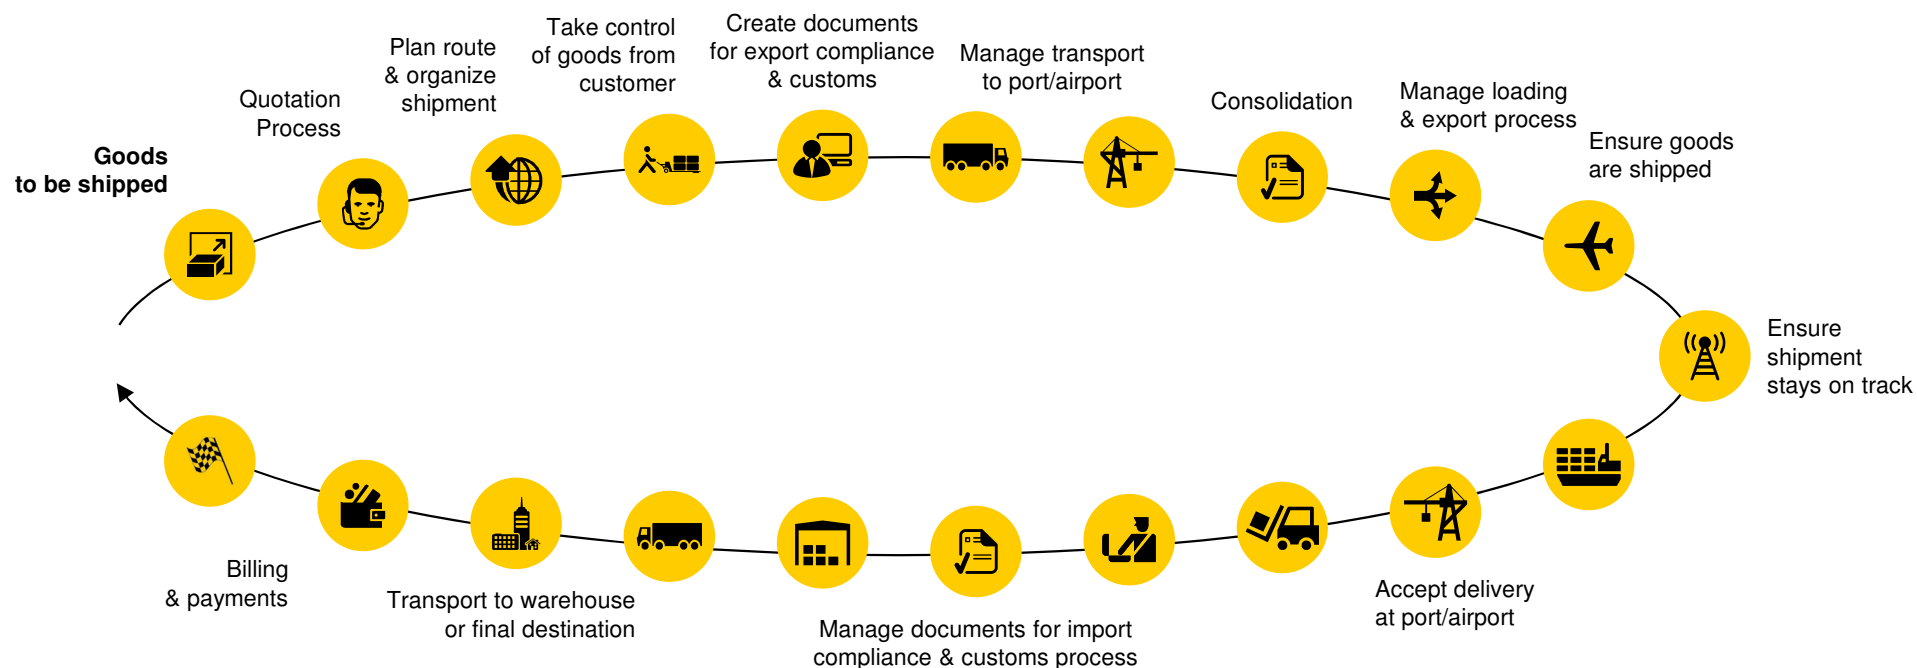 Goods
to be shipped
Quotation
Process
Plan route
& organize
shipment
Take control
of goods from
customer
Create documents
for export compliance
& customs
Manage transport
to port/airport
Consolidation
Manage loading
& export process
Ensure goods
are shipped
Ensure
shipment
stays on track
Accept delivery
at port/airport
Manage documents for import
compliance & customs process
Transport to warehouse
or final destination
Billing
& payments